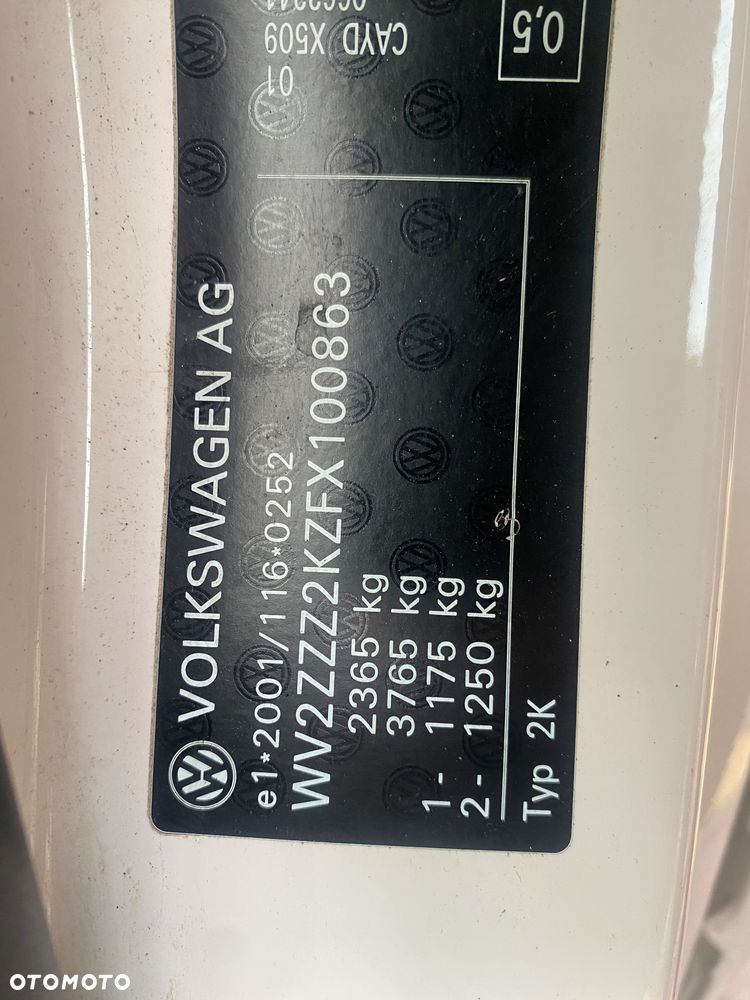 VOLKSWAGEN AG
e1*2001/116*0252
WV2ZZZ2KZFX100863
2365 kg
3765 kg
1- 1175 kg
2- 1250 kg
Typ 2K
01
CAYD X509
0,5
OTOMOTO